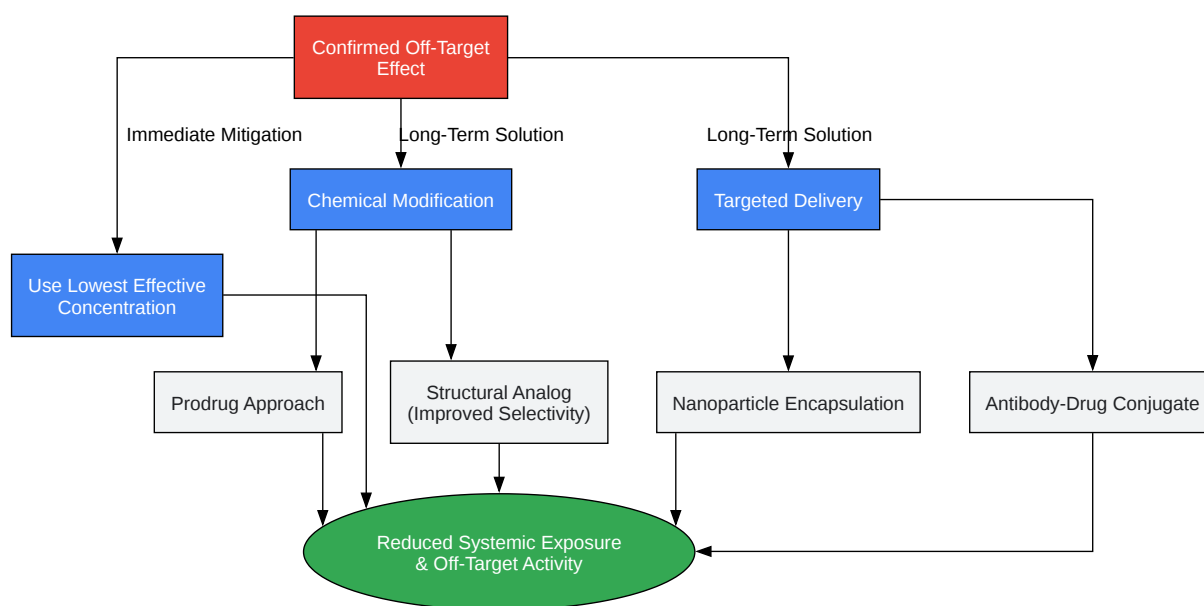 Confirmed Off-Target
Effect
Immediate Mitigation
Long-Term Solution
Long-Term Solution
Chemical Modification
Targeted Delivery
Use Lowest Effective
Concentration
Prodrug Approach
Structural Analog
(Improved Selectivity)
Nanoparticle Encapsulation
Antibody-Drug Conjugate
Reduced Systemic Exposure
& Off-Target Activity